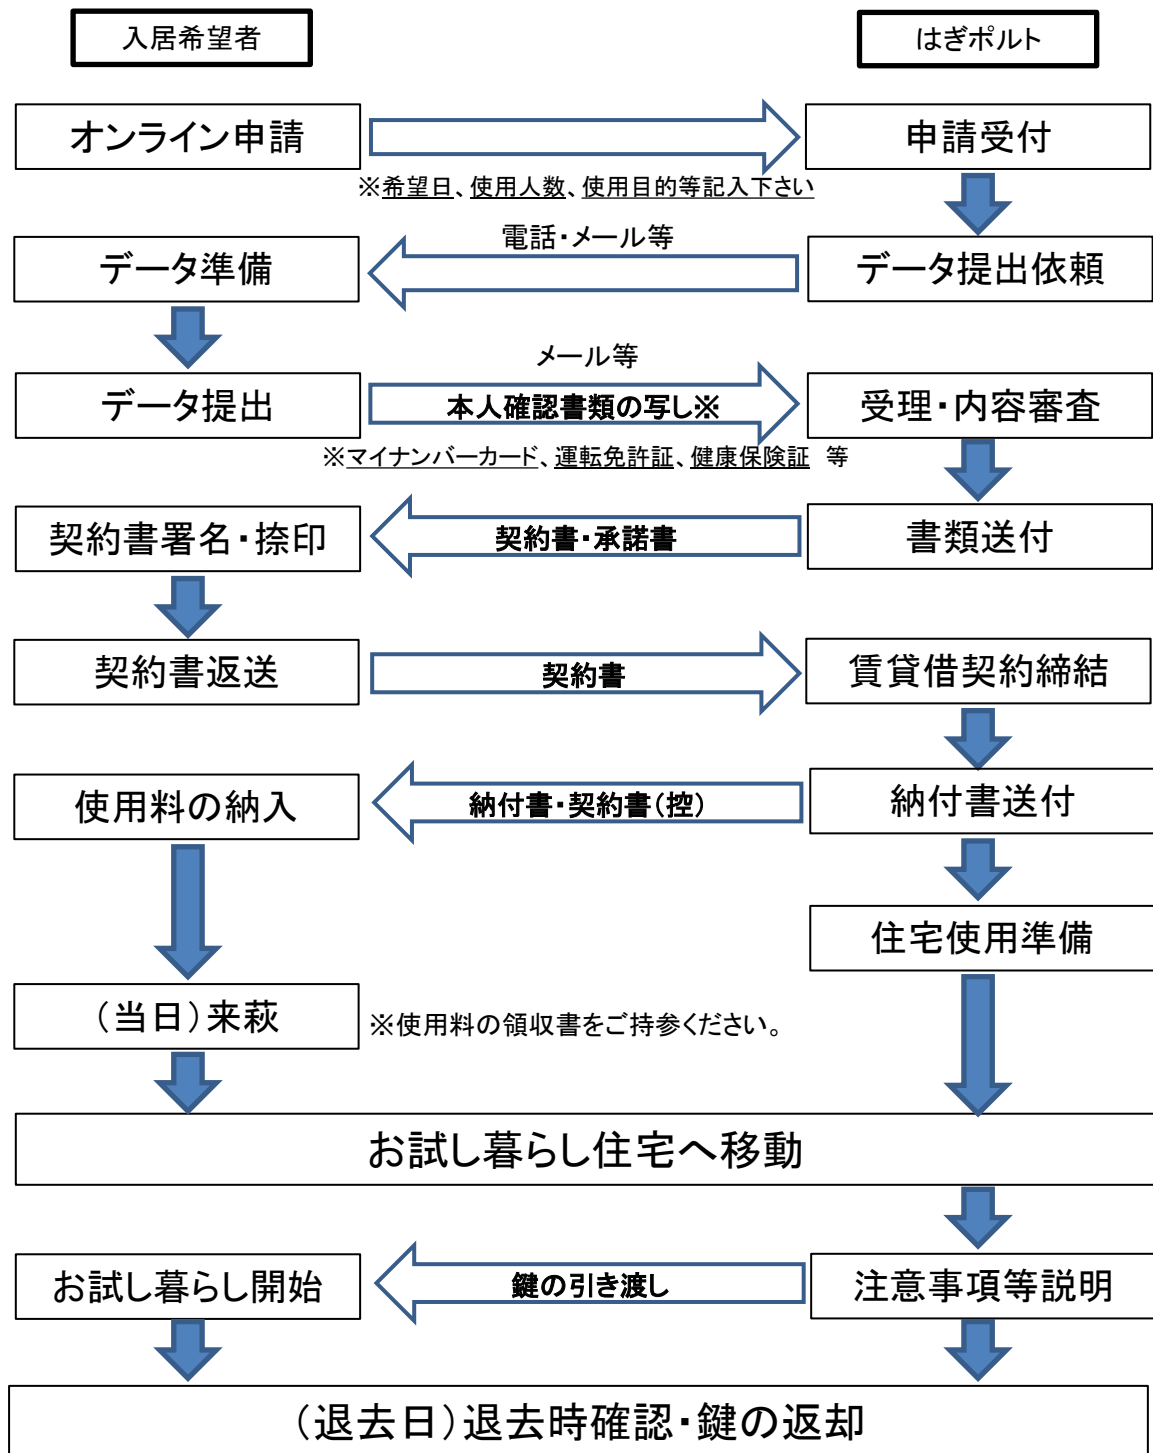 入居希望者
はぎポルト
オンライン申請
申請受付
※希望日、使用人数、使用目的等記入下さい
電話・メール等
データ準備
データ提出依頼
メール等
データ提出
本人確認書類の写し※
受理・内容審査
※マイナンバーカード、運転免許証、健康保険証　等
契約書署名・捺印
契約書・承諾書
書類送付
契約書返送
契約書
賃貸借契約締結
使用料の納入
納付書・契約書（控）
納付書送付
住宅使用準備
（当日）来萩
※使用料の領収書をご持参ください。
お試し暮らし住宅へ移動
お試し暮らし開始
鍵の引き渡し
注意事項等説明
（退去日）退去時確認・鍵の返却